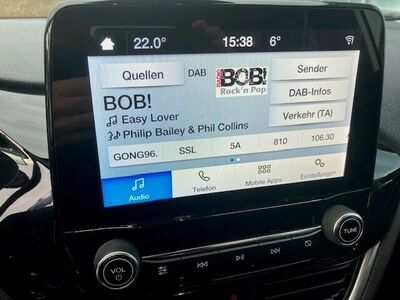 22.0° 15:38 6°
Quellen DAB RADIO BOB! Sender
Rock'n Pop
BOB! DAB-Infos
Easy Lover
Philip Bailey & Phil Collins Verkehr (TA)
GONG96. SSL 5A 810 106.30
Audio Telefon Mobile Apps Einstellungen
VOL TUNE